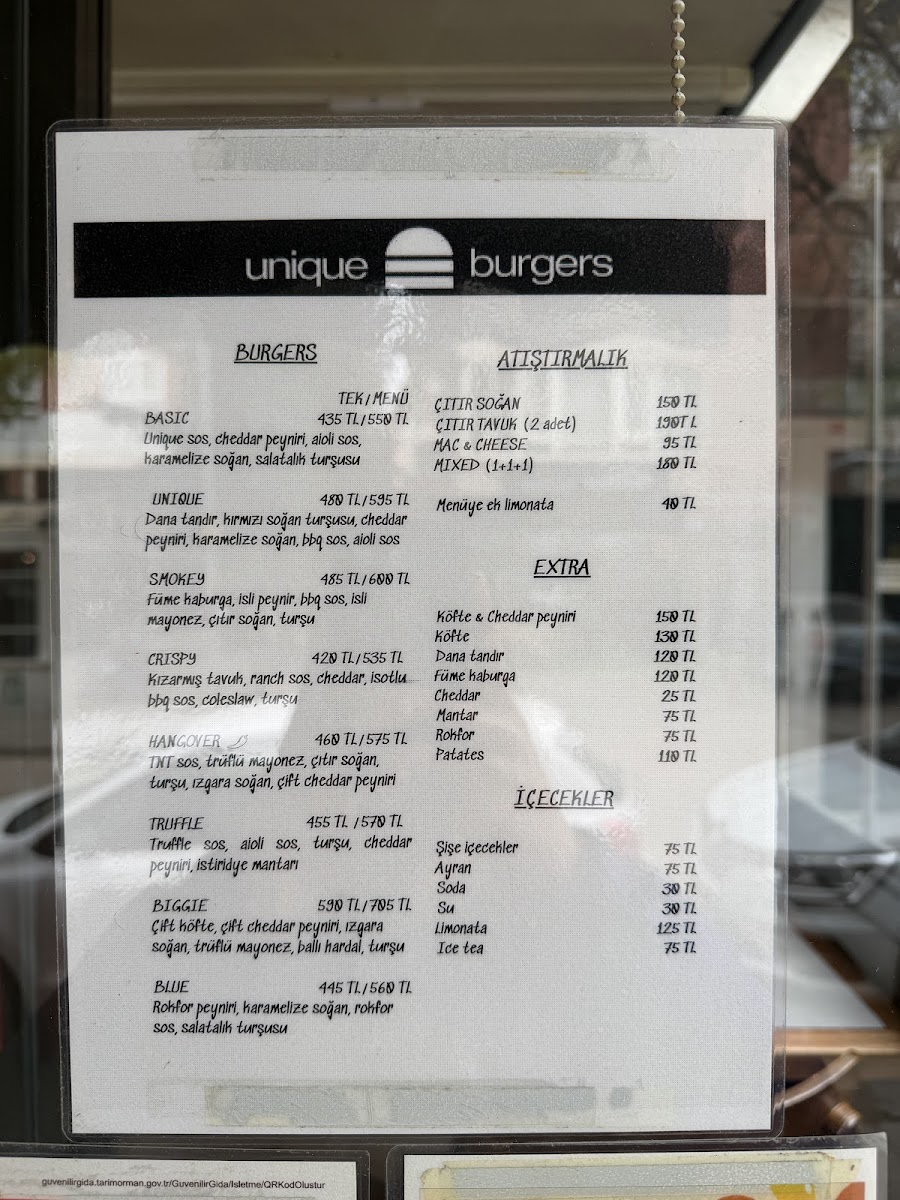 unique burgers
BURGERS
TEK / MENÜ
BASIC 435 TL / 550 TL
Unique sos, cheddar peyniri, aioli sos,
karamelize soğan, salatalık turşusu
UNIQUE 480 TL / 595 TL
Dana tandır, kırmızı soğan turşusu, cheddar
peyniri, karamelize soğan, bbq sos, aioli sos
SMOKEY 485 TL / 600 TL
Füme kaburga, isli peynir, bbq sos, isli
mayonez, çıtır soğan, turşu
CRISPY 420 TL / 535 TL
Kızarmış tavuk, ranch sos, cheddar, isotlu
bbq sos, coleslaw, turşu
HANGOVER 460 TL / 575 TL
TNT sos, trüflü mayonez, çıtır soğan,
turşu, ızgara soğan, çift cheddar peyniri
TRUFFLE 455 TL / 570 TL
Truffle sos, aioli sos, turşu, cheddar
peyniri, istiridye mantarı
BIGGIE 590 TL / 705 TL
Çift köfte, çift cheddar peyniri, ızgara
soğan, trüflü mayonez, ballı hardal, turşu
BLUE 445 TL / 560 TL
Rokfor peyniri, karamelize soğan, rokfor
sos, salatalık turşusu
ATIŞTIRMALIK
ÇITIR SOĞAN 150 TL
ÇITIR TAVUK (2 adet) 190T L
MAC & CHEESE 95 TL
MIXED (1+1+1) 180 TL
Menüye ek limonata 40 TL
EXTRA
Köfte & Cheddar peyniri 150 TL
Köfte 130 TL
Dana tandır 120 TL
Füme kaburga 120 TL
Cheddar 25 TL
Mantar 75 TL
Rokfor 75 TL
Patates 110 TL
İÇECEKLER
Şişe içecekler 75 TL
Ayran 75 TL
Soda 30 TL
Su 30 TL
Limonata 125 TL
Ice tea 75 TL
guvenilirgida.tarimorman.gov.tr/GuvenilirGida/Isletme/QRKodOlustur